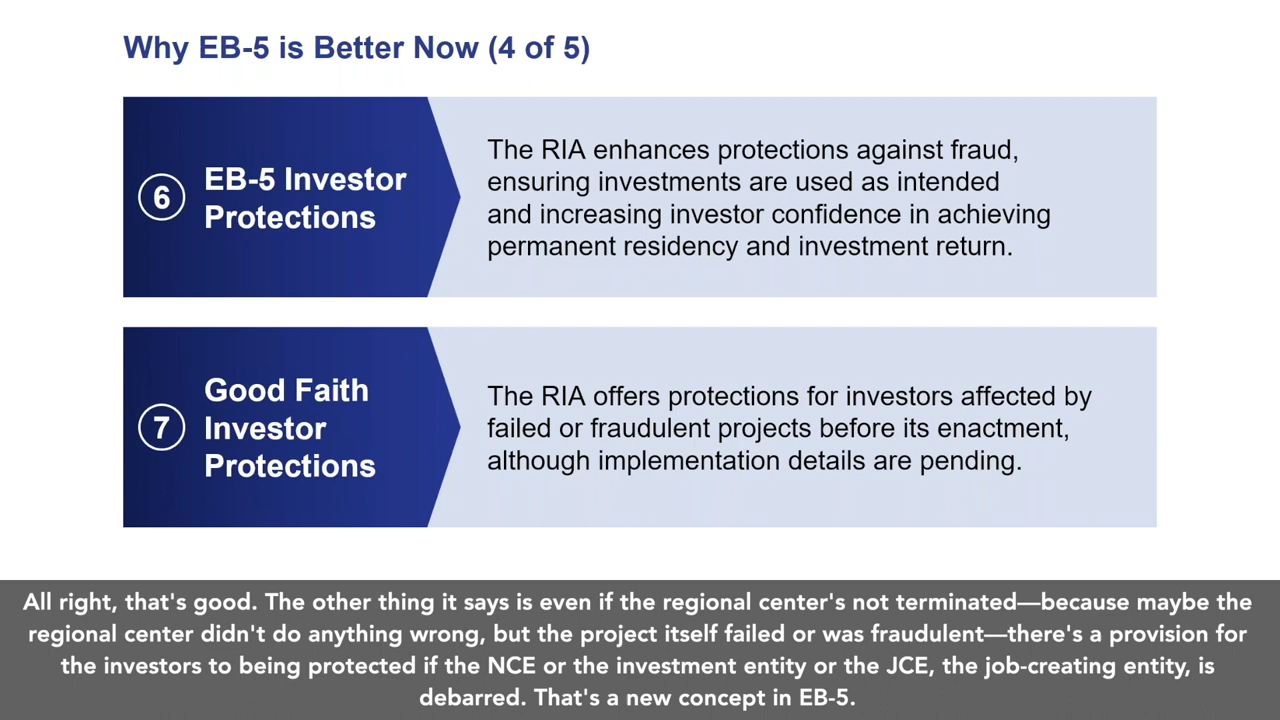 Why EB-5 is Better Now (4 of 5)
6
EB-5 Investor
Protections
The RIA enhances protections against fraud,
ensuring investments are used as intended
and increasing investor confidence in achieving
permanent residency and investment return.
7
Good Faith
Investor
Protections
The RIA offers protections for investors affected by
failed or fraudulent projects before its enactment,
although implementation details are pending.
All right, that's good. The other thing it says is even if the regional center's not terminated—because maybe the
regional center didn't do anything wrong, but the project itself failed or was fraudulent—there's a provision for
the investors to being protected if the NCE or the investment entity or the JCE, the job-creating entity, is
debarred. That's a new concept in EB-5.